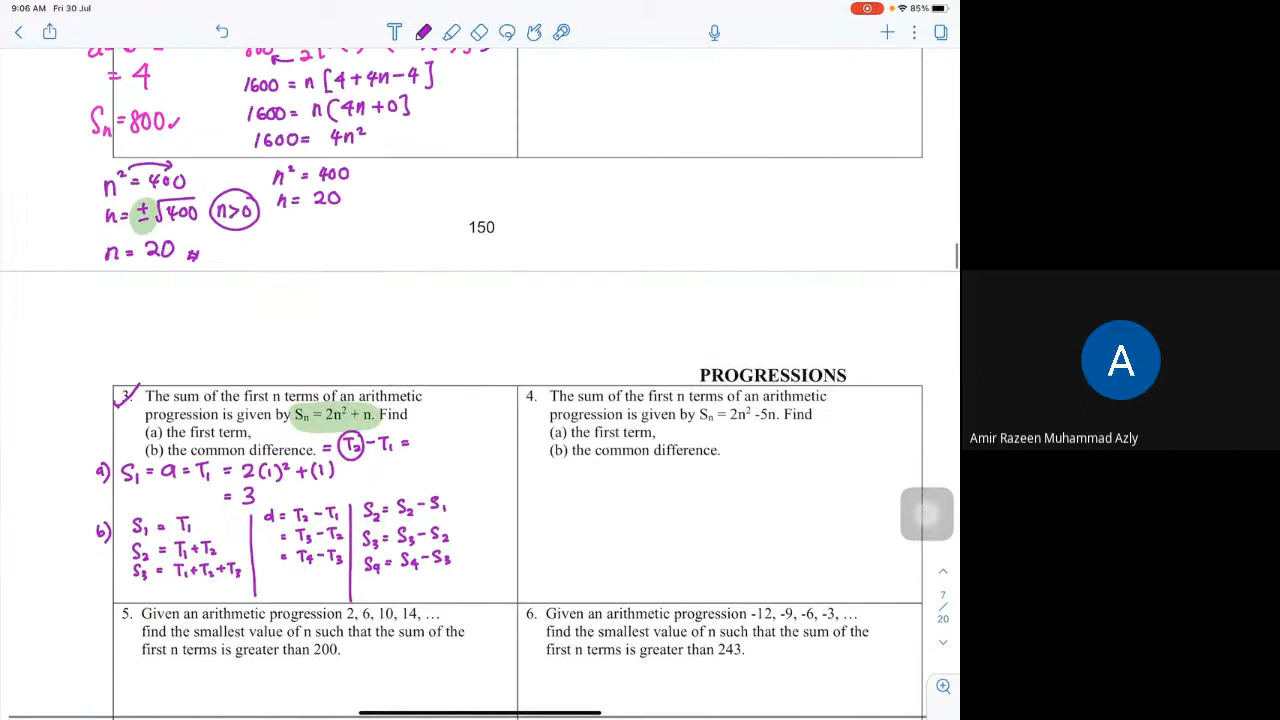 9:06 AM Fri 30 Jul
85%
= 4
Sn = 800 ✓
1600 = n [4 + 4n - 4]
1600 = n (4n + 0]
1600 = 4n²
n² = 400
n = ± √400 n>0
n = 20
n² = 400
n = 20
150
PROGRESSIONS
3. The sum of the first n terms of an arithmetic
progression is given by Sn = 2n² + n. Find
(a) the first term,
(b) the common difference. = T2 - T1 =
a) S1 = a = T1 = 2(1)² + (1)
= 3
b) S1 = T1
S2 = T1 + T2
S3 = T1 + T2 + T3
d = T2 - T1
= T3 - T2
= T4 - T3
S2 = S2 - S1
S3 = S3 - S2
S4 = S4 - S3
4. The sum of the first n terms of an arithmetic
progression is given by Sn = 2n² -5n. Find
(a) the first term,
(b) the common difference.
5. Given an arithmetic progression 2, 6, 10, 14, …
find the smallest value of n such that the sum of the
first n terms is greater than 200.
6. Given an arithmetic progression -12, -9, -6, -3, …
find the smallest value of n such that the sum of the
first n terms is greater than 243.
7
/
20
A
Amir Razeen Muhammad Azly